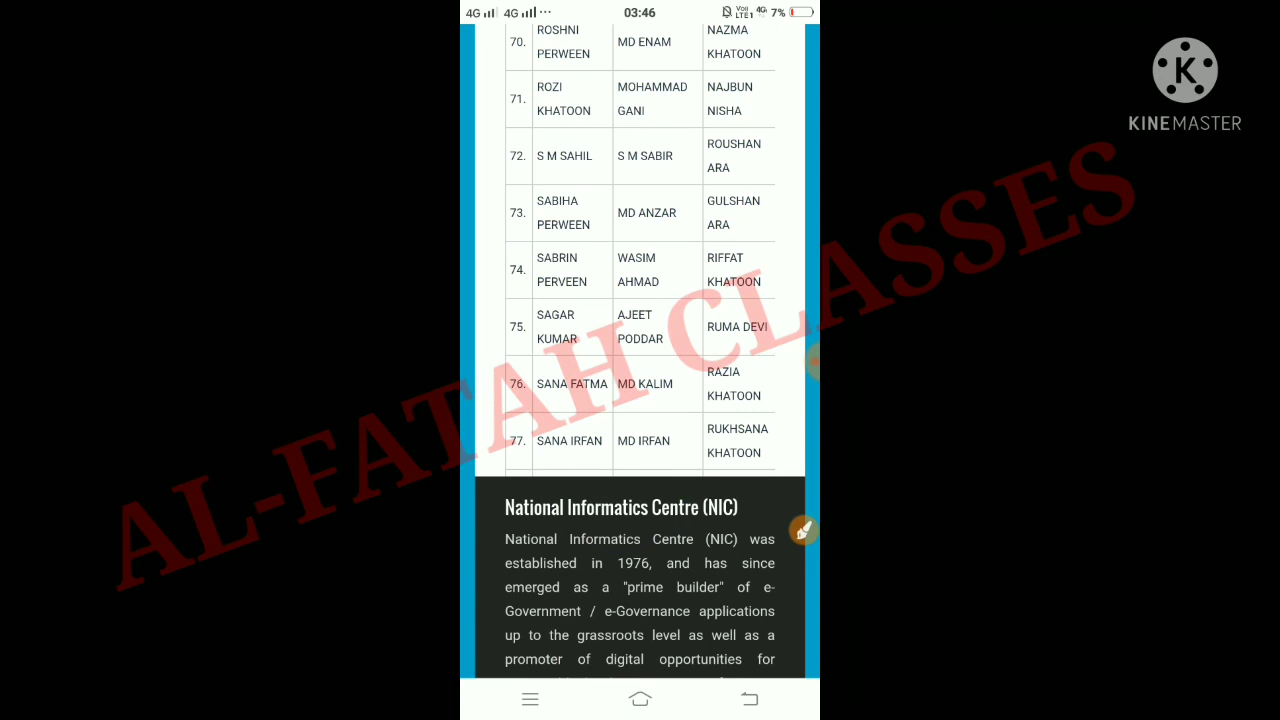 4G 4G ... 03:46 VoI) LTE1 4G 7%
70. ROSHNI PERWEEN MD ENAM NAZMA KHATOON
71. ROZI KHATOON MOHAMMAD GANI NAJBUN NISHA
72. S M SAHIL S M SABIR ROUSHAN ARA
73. SABIHA PERWEEN MD ANZAR GULSHAN ARA
74. SABRIN PERVEEN WASIM AHMAD RIFFAT KHATOON
75. SAGAR KUMAR AJEET PODDAR RUMA DEVI
76. SANA FATMA MD KALIM RAZIA KHATOON
77. SANA IRFAN MD IRFAN RUKHSANA KHATOON
National Informatics Centre (NIC)
National Informatics Centre (NIC) was
established in 1976, and has since
emerged as a "prime builder" of e-
Government / e-Governance applications
up to the grassroots level as well as a
promoter of digital opportunities for
AL-FATAH CLASSES
K
KINEMASTER